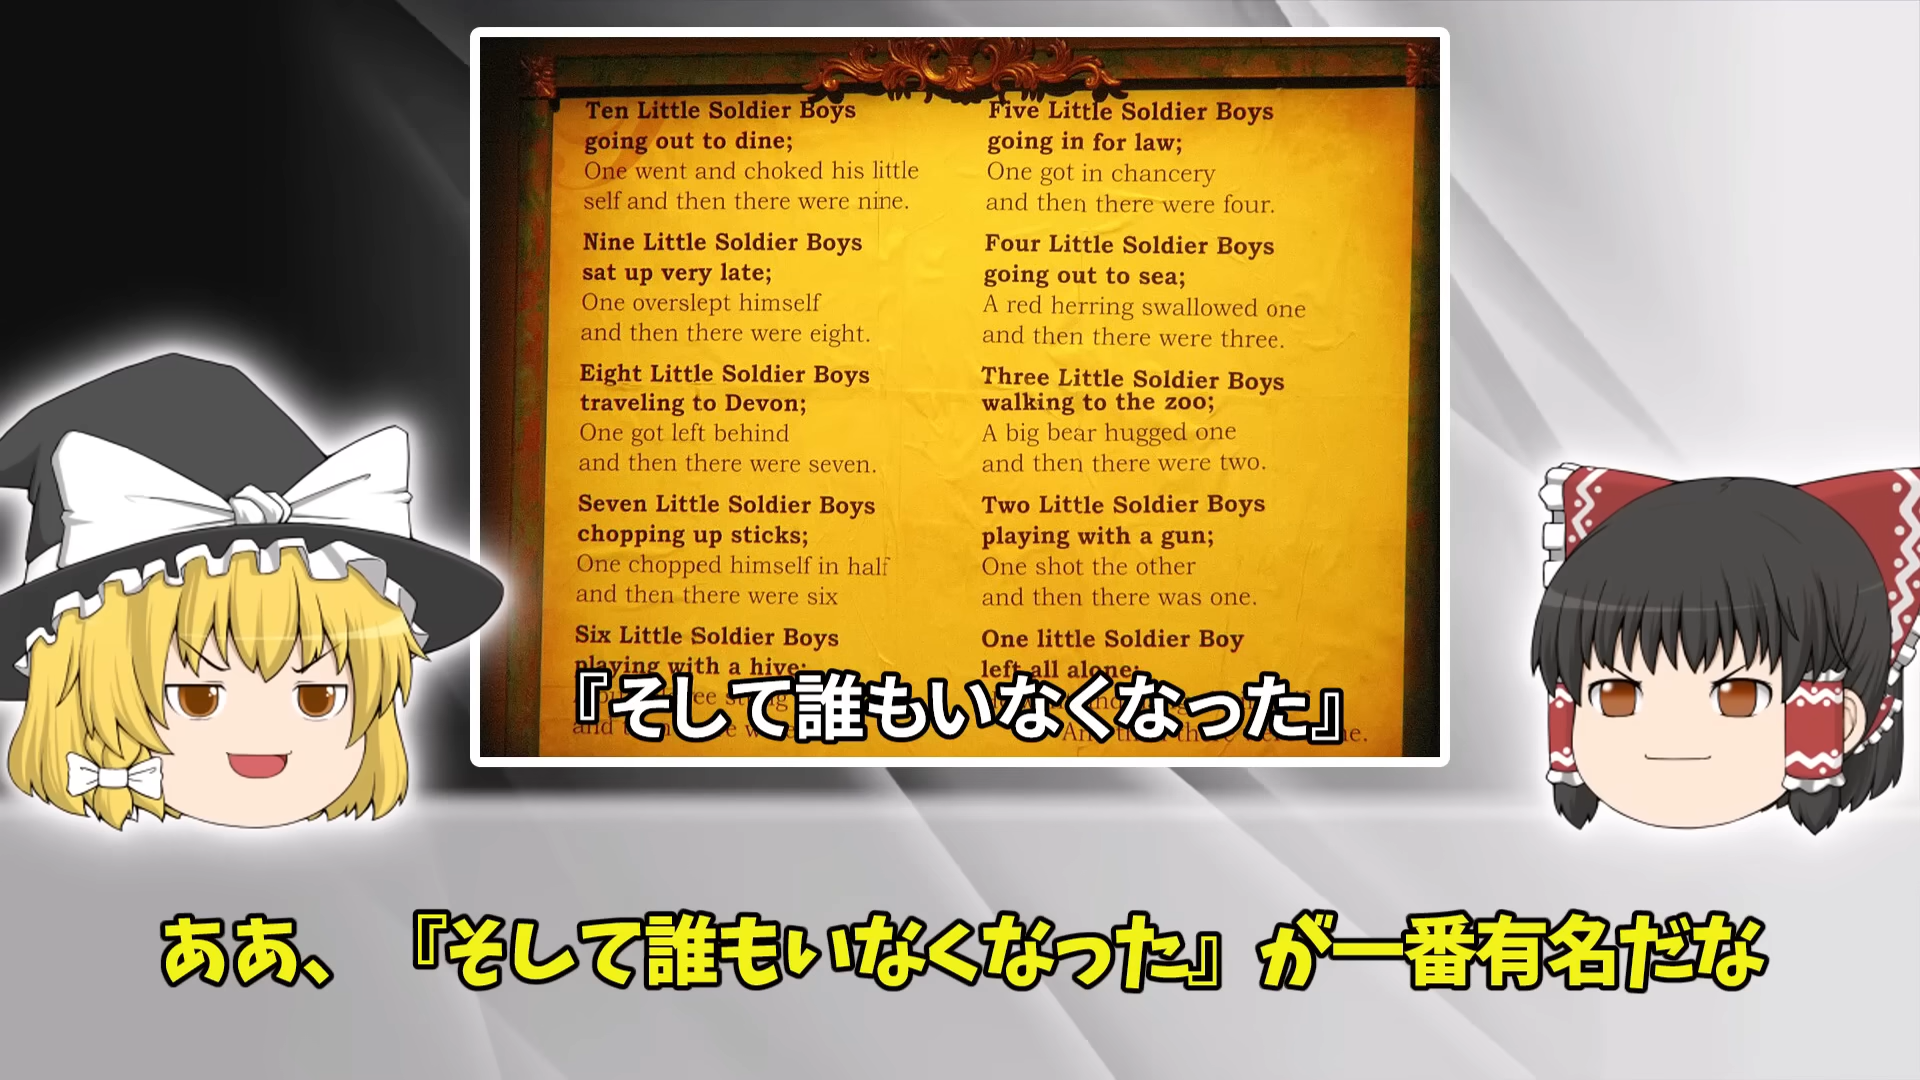 Ten Little Soldier Boys
going out to dine;
One went and choked his little
self and then there were nine.
Nine Little Soldier Boys
sat up very late;
One overslept himself
and then there were eight.
Eight Little Soldier Boys
traveling to Devon;
One got left behind
and then there were seven.
Seven Little Soldier Boys
chopping up sticks;
One chopped himself in half
and then there were six
Six Little Soldier Boys
playing with a hive;
and
Five Little Soldier Boys
going in for law;
One got in chancery
and then there were four.
Four Little Soldier Boys
going out to sea;
A red herring swallowed one
and then there were three.
Three Little Soldier Boys
walking to the zoo;
A big bear hugged one
and then there were two.
Two Little Soldier Boys
playing with a gun;
One shot the other
and then there was one.
One little Soldier Boy
left all alone;
『そして誰もいなくなった』
ああ、『そして誰もいなくなった』が一番有名だな